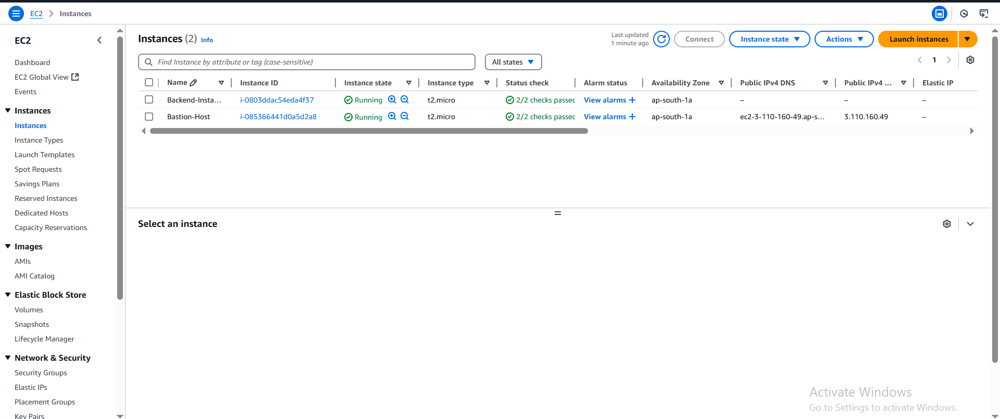 EC2 > Instances
EC2
Dashboard
EC2 Global View
Events
Instances
Instances
Instance Types
Launch Templates
Spot Requests
Savings Plans
Reserved Instances
Dedicated Hosts
Capacity Reservations
Images
AMIs
AMI Catalog
Elastic Block Store
Volumes
Snapshots
Lifecycle Manager
Network & Security
Security Groups
Elastic IPs
Placement Groups
Key Pairs
Instances (2) Info
Last updated
1 minute ago
Connect
Instance state
Actions
Launch instances
Find Instance by attribute or tag (case-sensitive)
All states
1
Name Instance ID Instance state Instance type Status check Alarm status Availability Zone Public IPv4 DNS Public IPv4 ... Elastic IP
Backend-Insta... i-0803ddac54eda4f37 Running t2.micro 2/2 checks passec View alarms + ap-south-1a – – –
Bastion-Host i-085366441d0a5d2a8 Running t2.micro 2/2 checks passec View alarms + ap-south-1a ec2-3-110-160-49.ap-s... 3.110.160.49 –
Select an instance
Activate Windows
Go to Settings to activate Windows.